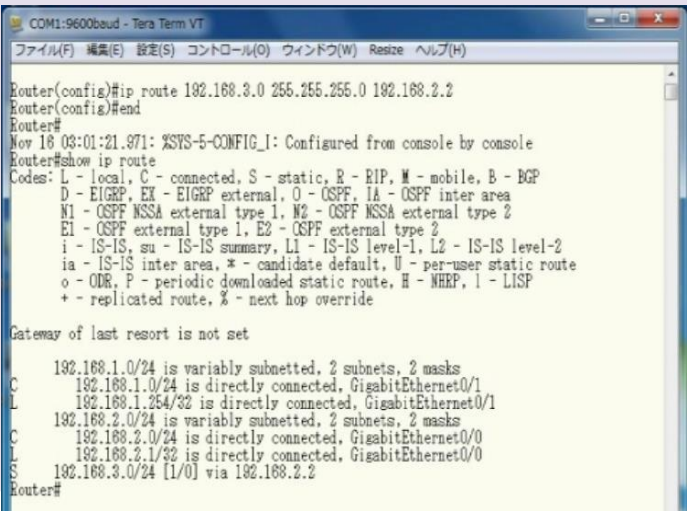 COM1:9600baud - Tera Term VT
ファイル(F) 編集(E) 設定(S) コントロール(O) ウィンドウ(W) Resize ヘルプ(H)
Router(config)#ip route 192.168.3.0 255.255.255.0 192.168.2.2
Router(config)#end
Router#
Nov 16 03:01:21.971: %SYS-5-CONFIG_I: Configured from console by console
Router#show ip route
Codes: L - local, C - connected, S - static, R - RIP, M - mobile, B - BGP
D - EIGRP, EX - EIGRP external, O - OSPF, IA - OSPF inter area
N1 - OSPF NSSA external type 1, N2 - OSPF NSSA external type 2
E1 - OSPF external type 1, E2 - OSPF external type 2
i - IS-IS, su - IS-IS summary, L1 - IS-IS level-1, L2 - IS-IS level-2
ia - IS-IS inter area, * - candidate default, U - per-user static route
o - ODR, P - periodic downloaded static route, H - NHRP, l - LISP
+ - replicated route, % - next hop override
Gateway of last resort is not set
192.168.1.0/24 is variably subnetted, 2 subnets, 2 masks
C 192.168.1.0/24 is directly connected, GigabitEthernet0/1
L 192.168.1.254/32 is directly connected, GigabitEthernet0/1
192.168.2.0/24 is variably subnetted, 2 subnets, 2 masks
C 192.168.2.0/24 is directly connected, GigabitEthernet0/0
L 192.168.2.1/32 is directly connected, GigabitEthernet0/0
S 192.168.3.0/24 [1/0] via 192.168.2.2
Router#